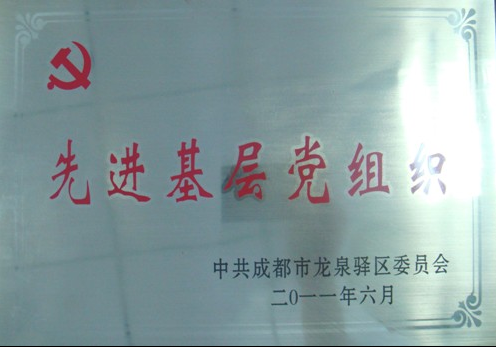 先进基层党组织
中共成都市龙泉驿区委员会
二0一一年六月